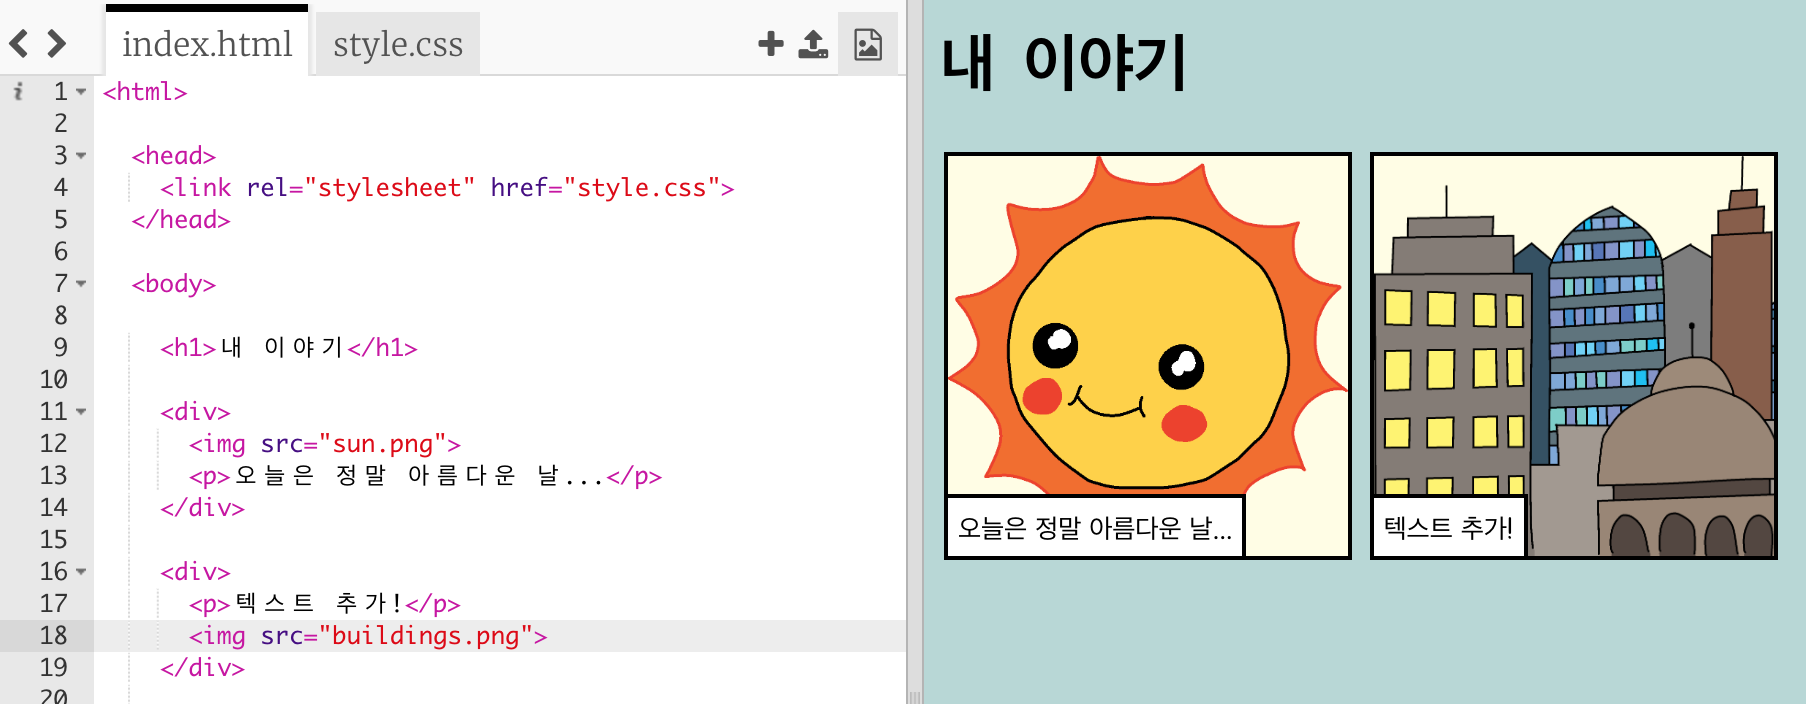 index.html style.css
1 <html>
2
3 <head>
4 <link rel="stylesheet" href="style.css">
5 </head>
6
7 <body>
8
9 <h1>내 이야기</h1>
10
11 <div>
12 <img src="sun.png">
13 <p>오늘은 정말 아름다운 날...</p>
14 </div>
15
16 <div>
17 <p>텍스트 추가!</p>
18 <img src="buildings.png">
19 </div>
20
내 이야기
오늘은 정말 아름다운 날...
텍스트 추가!